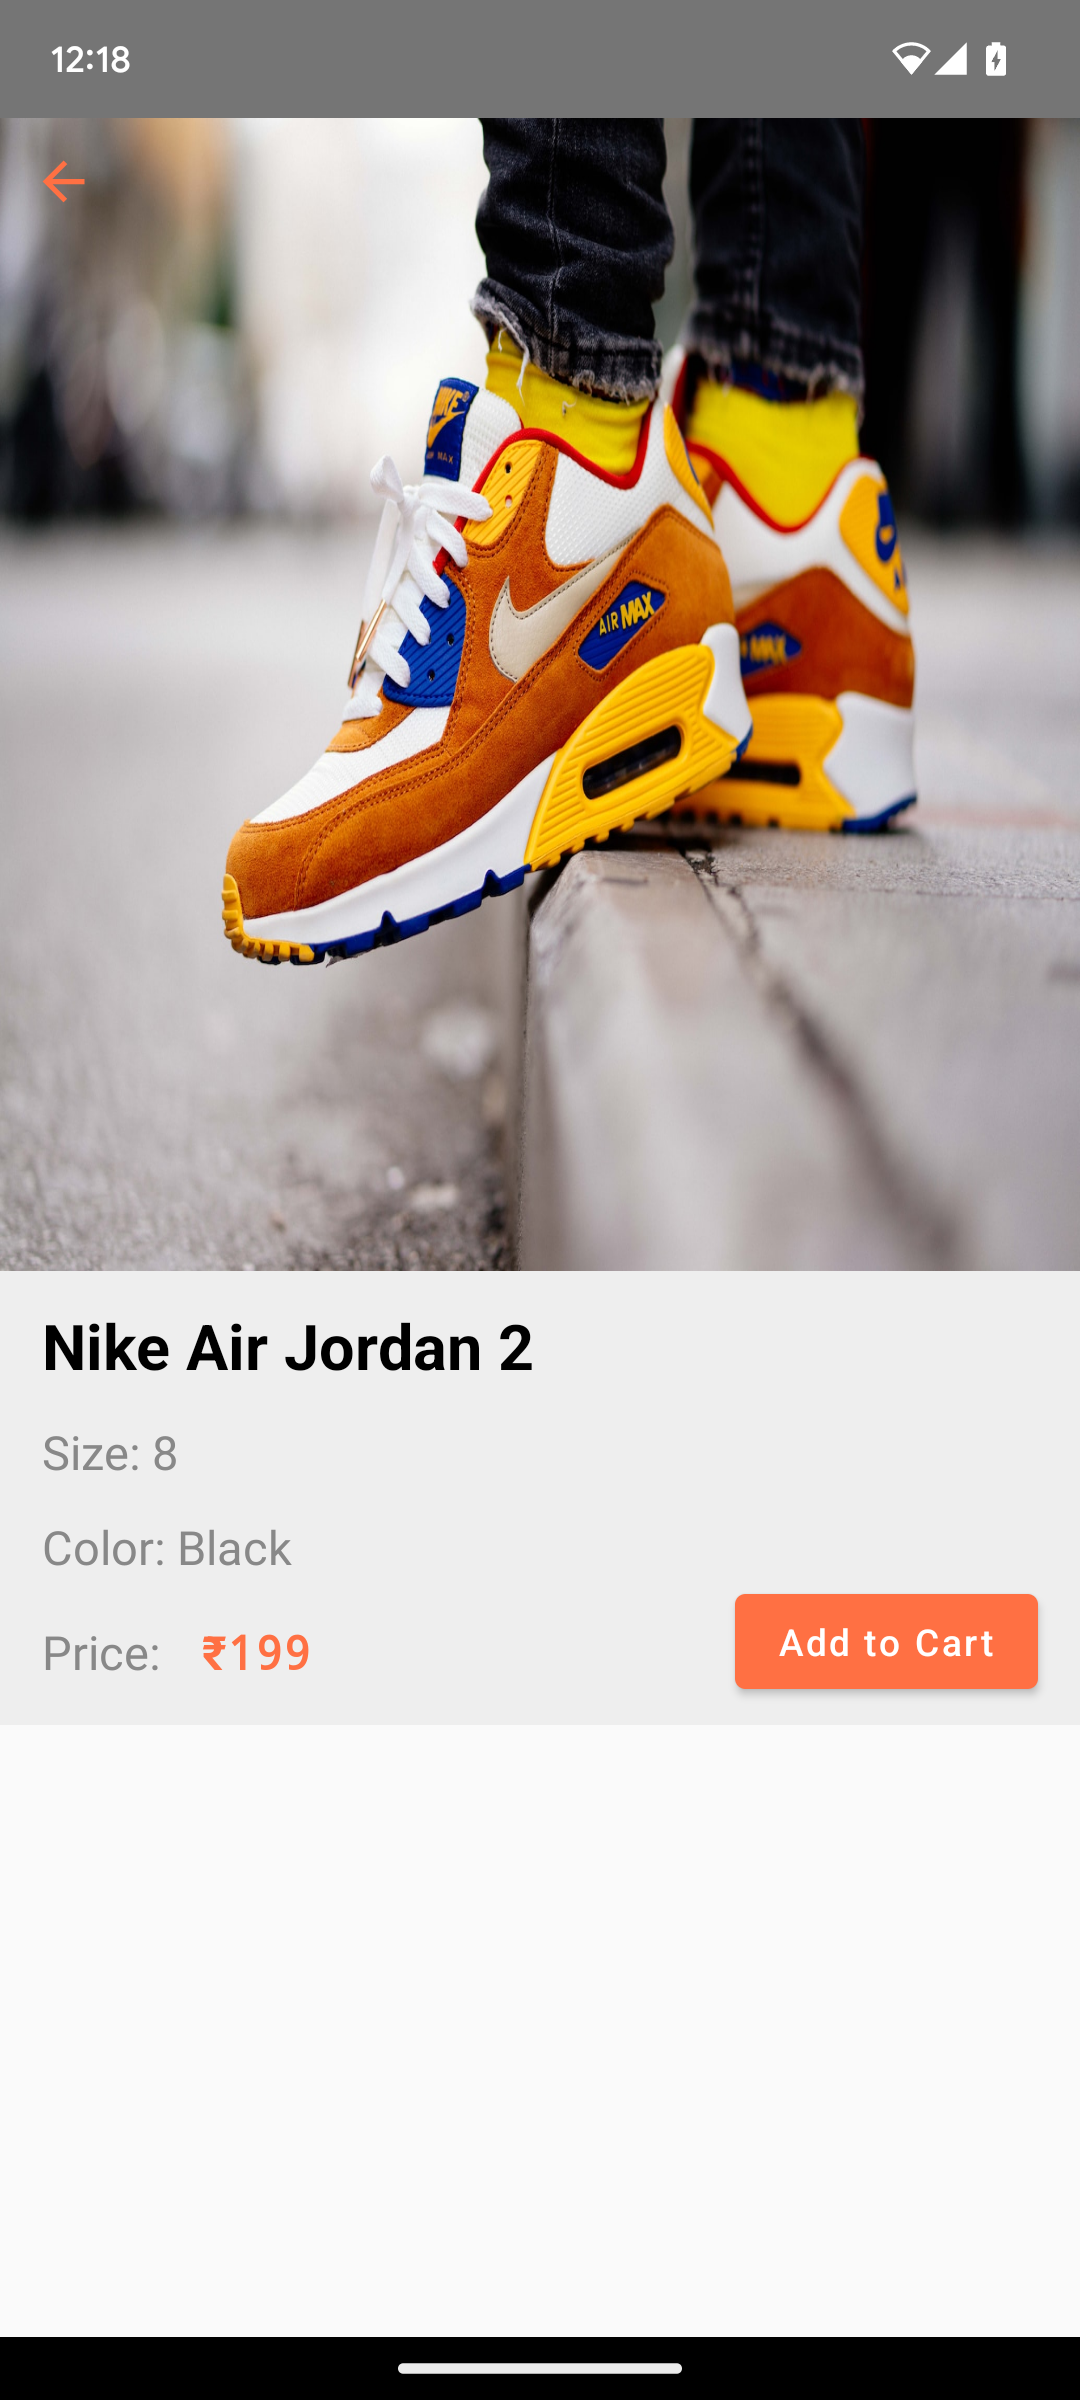 12:18
NIKE
AIR MAX
AIR MAX
MAX
Nike Air Jordan 2
Size: 8
Color: Black
Price: ₹199
Add to Cart